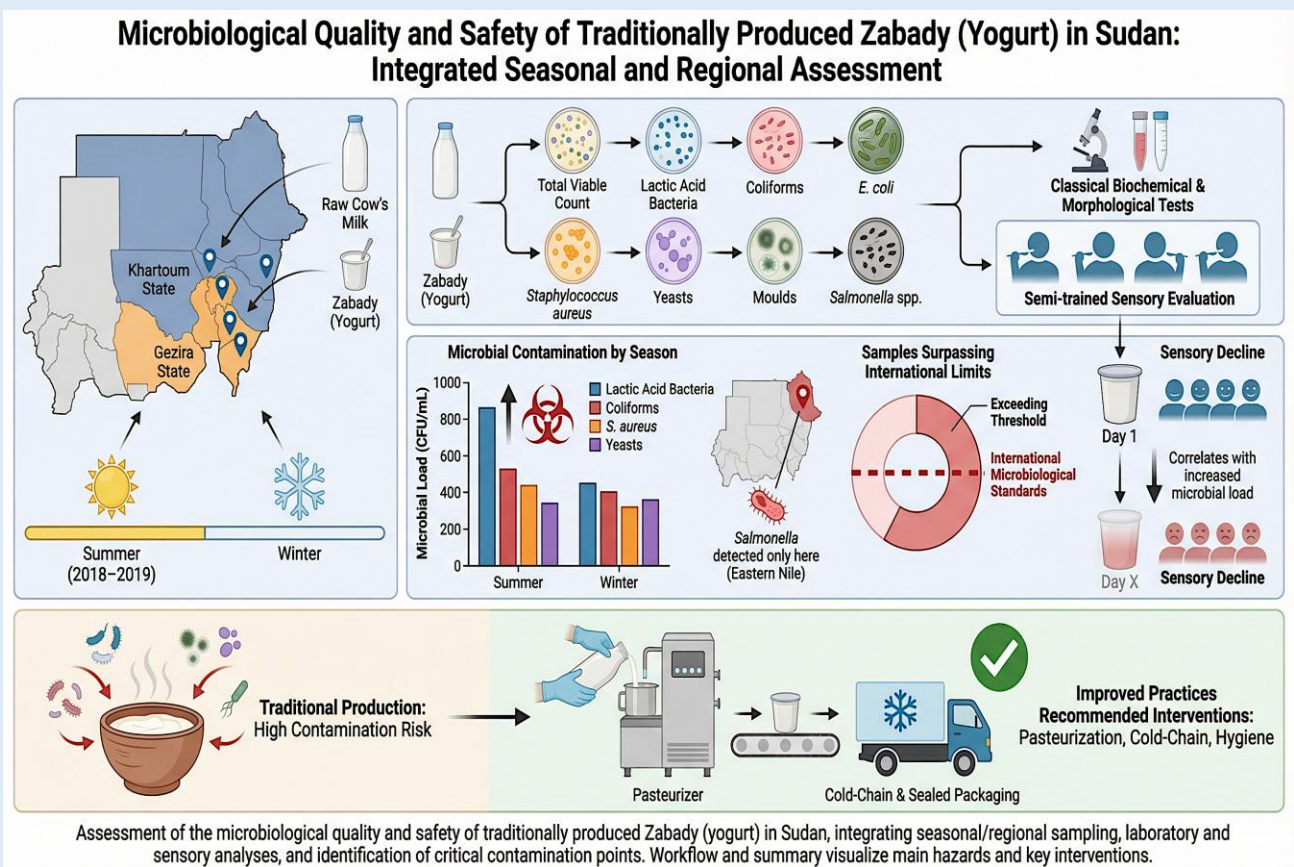 Microbiological Quality and Safety of Traditionally Produced Zabady (Yogurt) in Sudan:
Integrated Seasonal and Regional Assessment
Raw Cow's
Milk
Khartoum
State
Zabady
(Yogurt)
Gezira
State
Summer
(2018–2019)
Winter
Zabady
(Yogurt)
Total Viable
Count
Lactic Acid
Bacteria
Coliforms
E. coli
Staphylococcus
aureus
Yeasts
Moulds
Salmonella spp.
Classical Biochemical &
Morphological Tests
Semi-trained Sensory Evaluation
Microbial Contamination by Season
Microbial Load (CFU/mL)
1000
800
600
400
200
0
Lactic Acid Bacteria
Coliforms
S. aureus
Yeasts
Summer
Winter
Salmonella
detected only here
(Eastern Nile)
Samples Surpassing
International Limits
Exceeding
Threshold
International
Microbiological
Standards
Sensory Decline
Day 1
Correlates with
increased
microbial load
Day X
Sensory Decline
Traditional Production:
High Contamination Risk
Pasteurizer
Cold-Chain & Sealed Packaging
Improved Practices
Recommended Interventions:
Pasteurization, Cold-Chain, Hygiene
Assessment of the microbiological quality and safety of traditionally produced Zabady (yogurt) in Sudan, integrating seasonal/regional sampling, laboratory and
sensory analyses, and identification of critical contamination points. Workflow and summary visualize main hazards and key interventions.